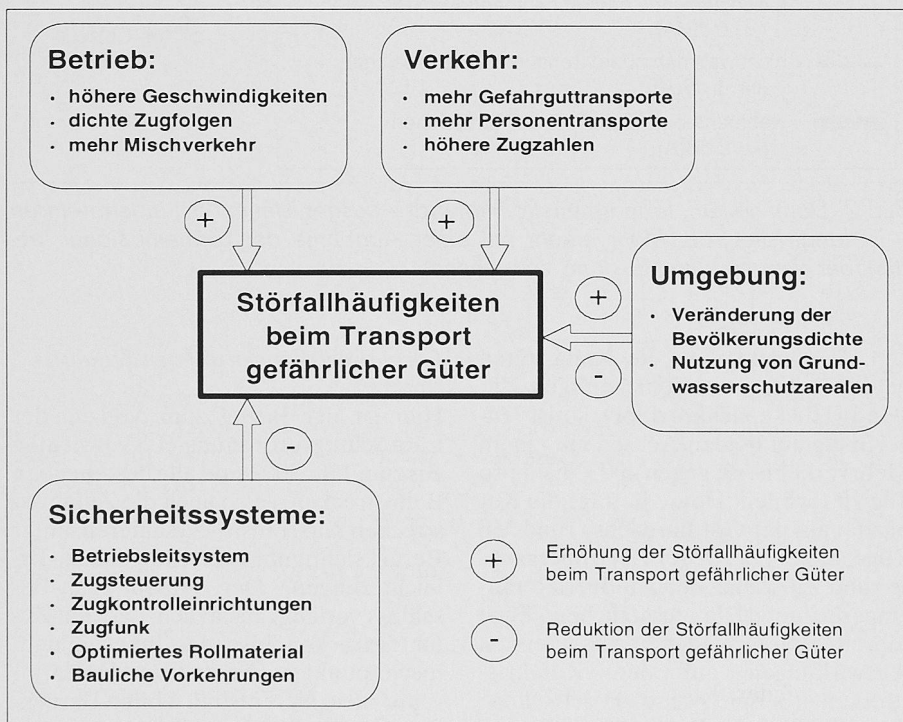 Betrieb:
· höhere Geschwindigkeiten
· dichte Zugfolgen
· mehr Mischverkehr
Verkehr:
· mehr Gefahrguttransporte
· mehr Personentransporte
· höhere Zugzahlen
+
+
Störfallhäufigkeiten
beim Transport
gefährlicher Güter
+
-
Umgebung:
· Veränderung der
Bevölkerungsdichte
· Nutzung von Grund-
wasserschutzarealen
-
Sicherheitssysteme:
· Betriebsleitsystem
· Zugsteuerung
· Zugkontrolleinrichtungen
· Zugfunk
· Optimiertes Rollmaterial
· Bauliche Vorkehrungen
+ Erhöhung der Störfallhäufigkeiten
beim Transport gefährlicher Güter
- Reduktion der Störfallhäufigkeiten
beim Transport gefährlicher Güter